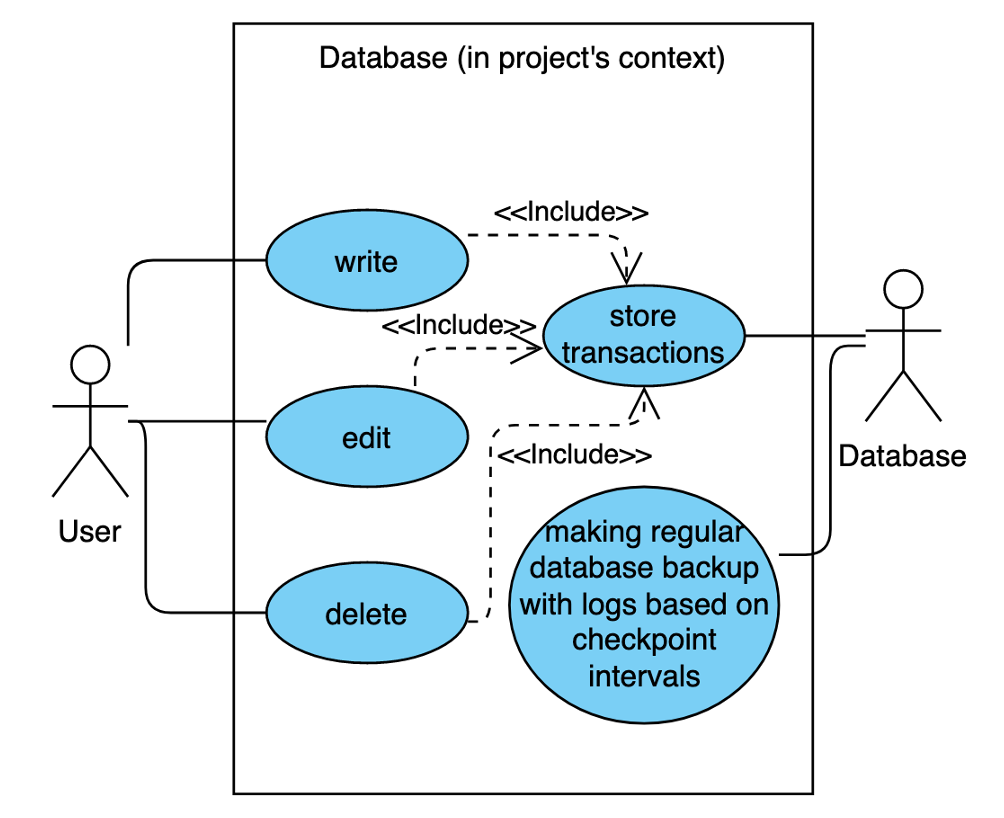 Database (in project's context)
<<Include>>
write
<<Include>>
store
transactions
edit
<<Include>>
Database
User
making regular
database backup
with logs based on
checkpoint
intervals
delete